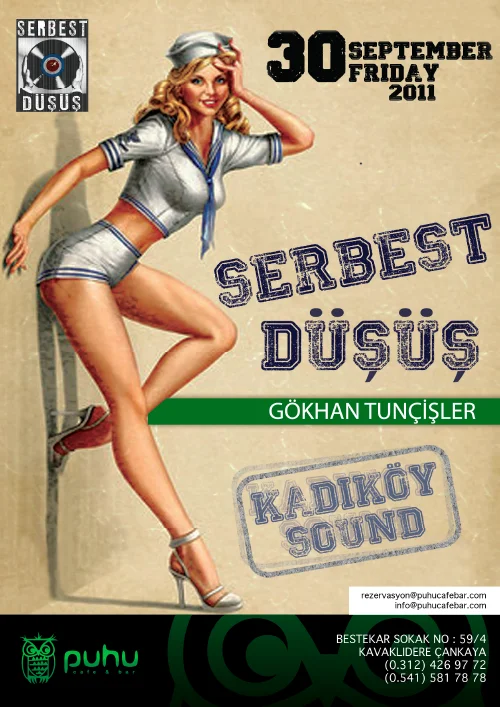 SERBEST
DÜŞÜŞ
30 SEPTEMBER
FRIDAY
2011
SERBEST
DÜŞÜŞ
GÖKHAN TUNÇİŞLER
KADIKÖY
SOUND
rezervasyon@puhucafebar.com
info@puhucafebar.com
puhu
cafe & bar
BESTEKAR SOKAK NO : 59/4
KAVAKLIDERE ÇANKAYA
(0.312) 426 97 72
(0.541) 581 78 78